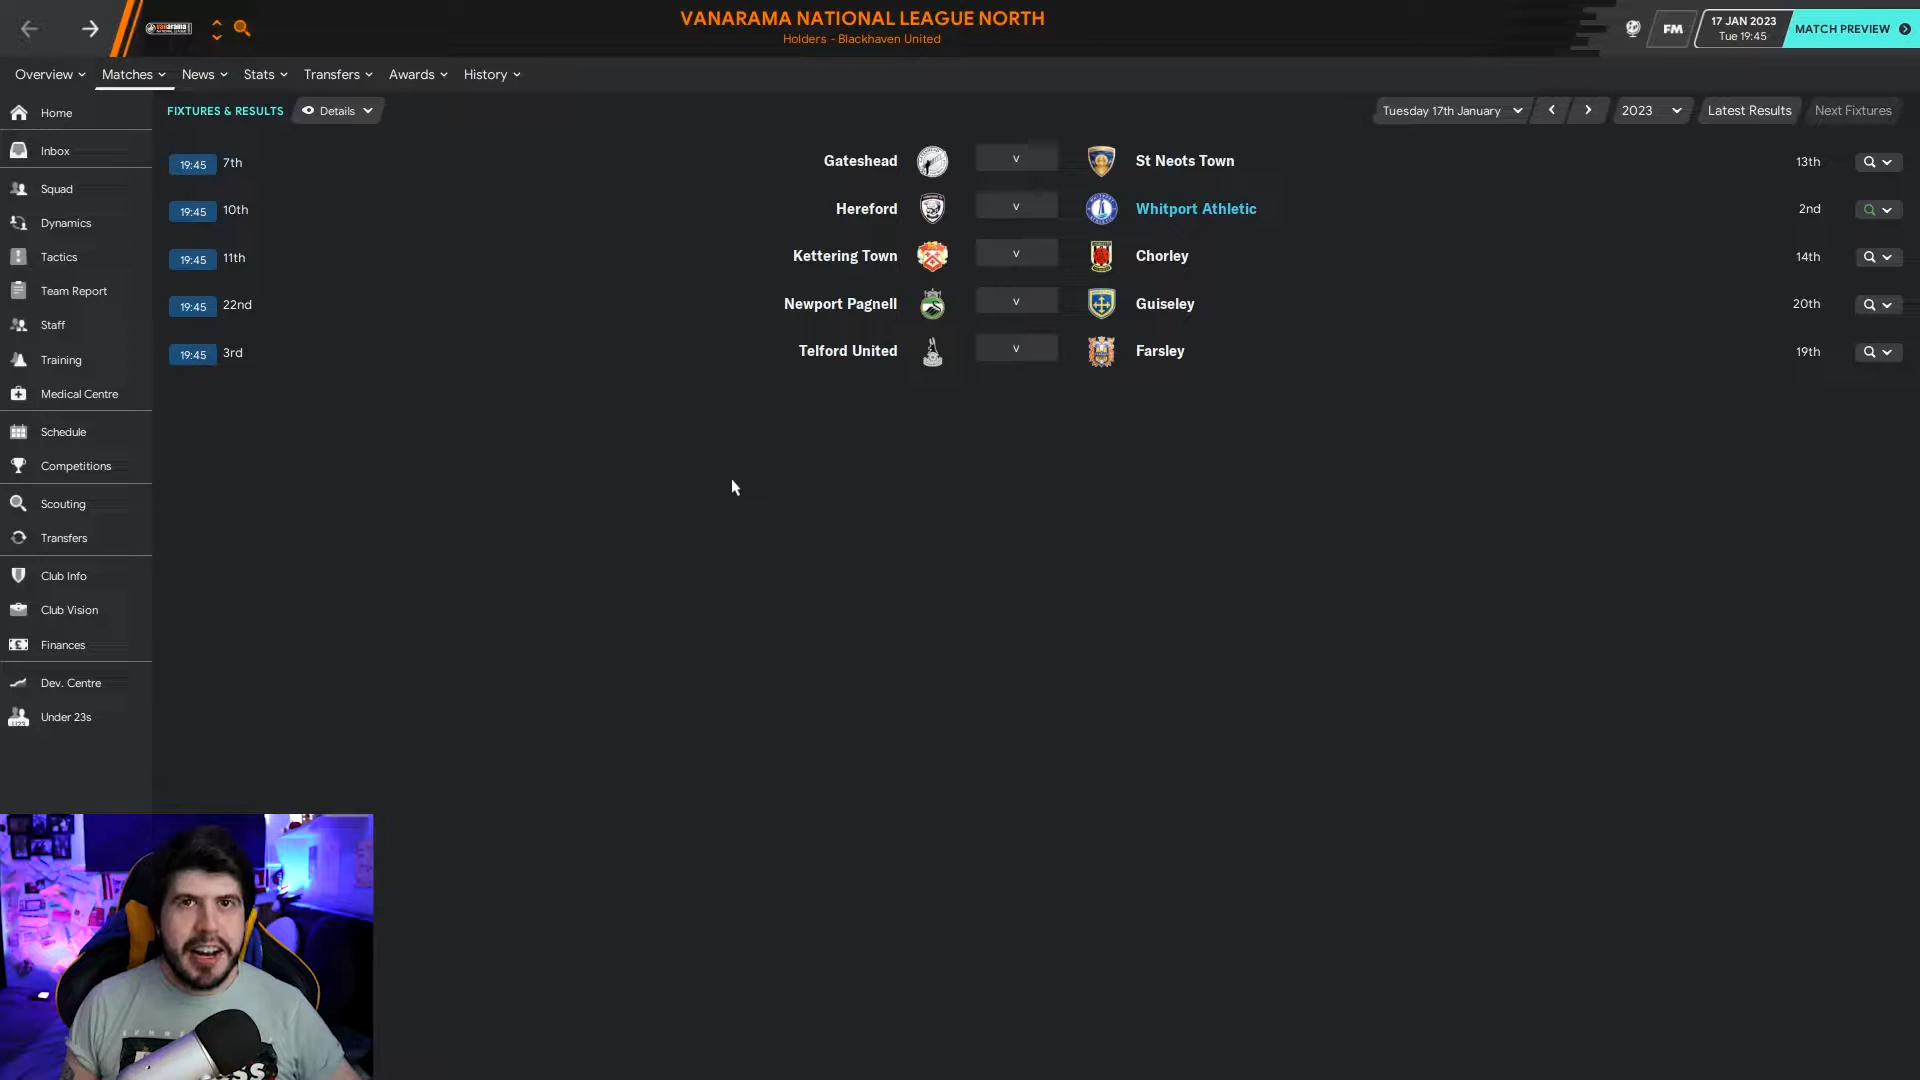 VANARAMA NATIONAL LEAGUE NORTH
Holders - Blackhaven United
FM
17 JAN 2023
Tue 19:45
MATCH PREVIEW
Overview
Matches
News
Stats
Transfers
Awards
History
FIXTURES & RESULTS
Details
Tuesday 17th January
2023
Latest Results
Next Fixtures
Home
Inbox
Squad
Dynamics
Tactics
Team Report
Staff
Training
Medical Centre
Schedule
Competitions
Scouting
Transfers
Club Info
Club Vision
Finances
Dev. Centre
Under 23s
19:45 7th Gateshead v St Neots Town 13th
19:45 10th Hereford v Whitport Athletic 2nd
19:45 11th Kettering Town v Chorley 14th
19:45 22nd Newport Pagnell v Guiseley 20th
19:45 3rd Telford United v Farsley 19th